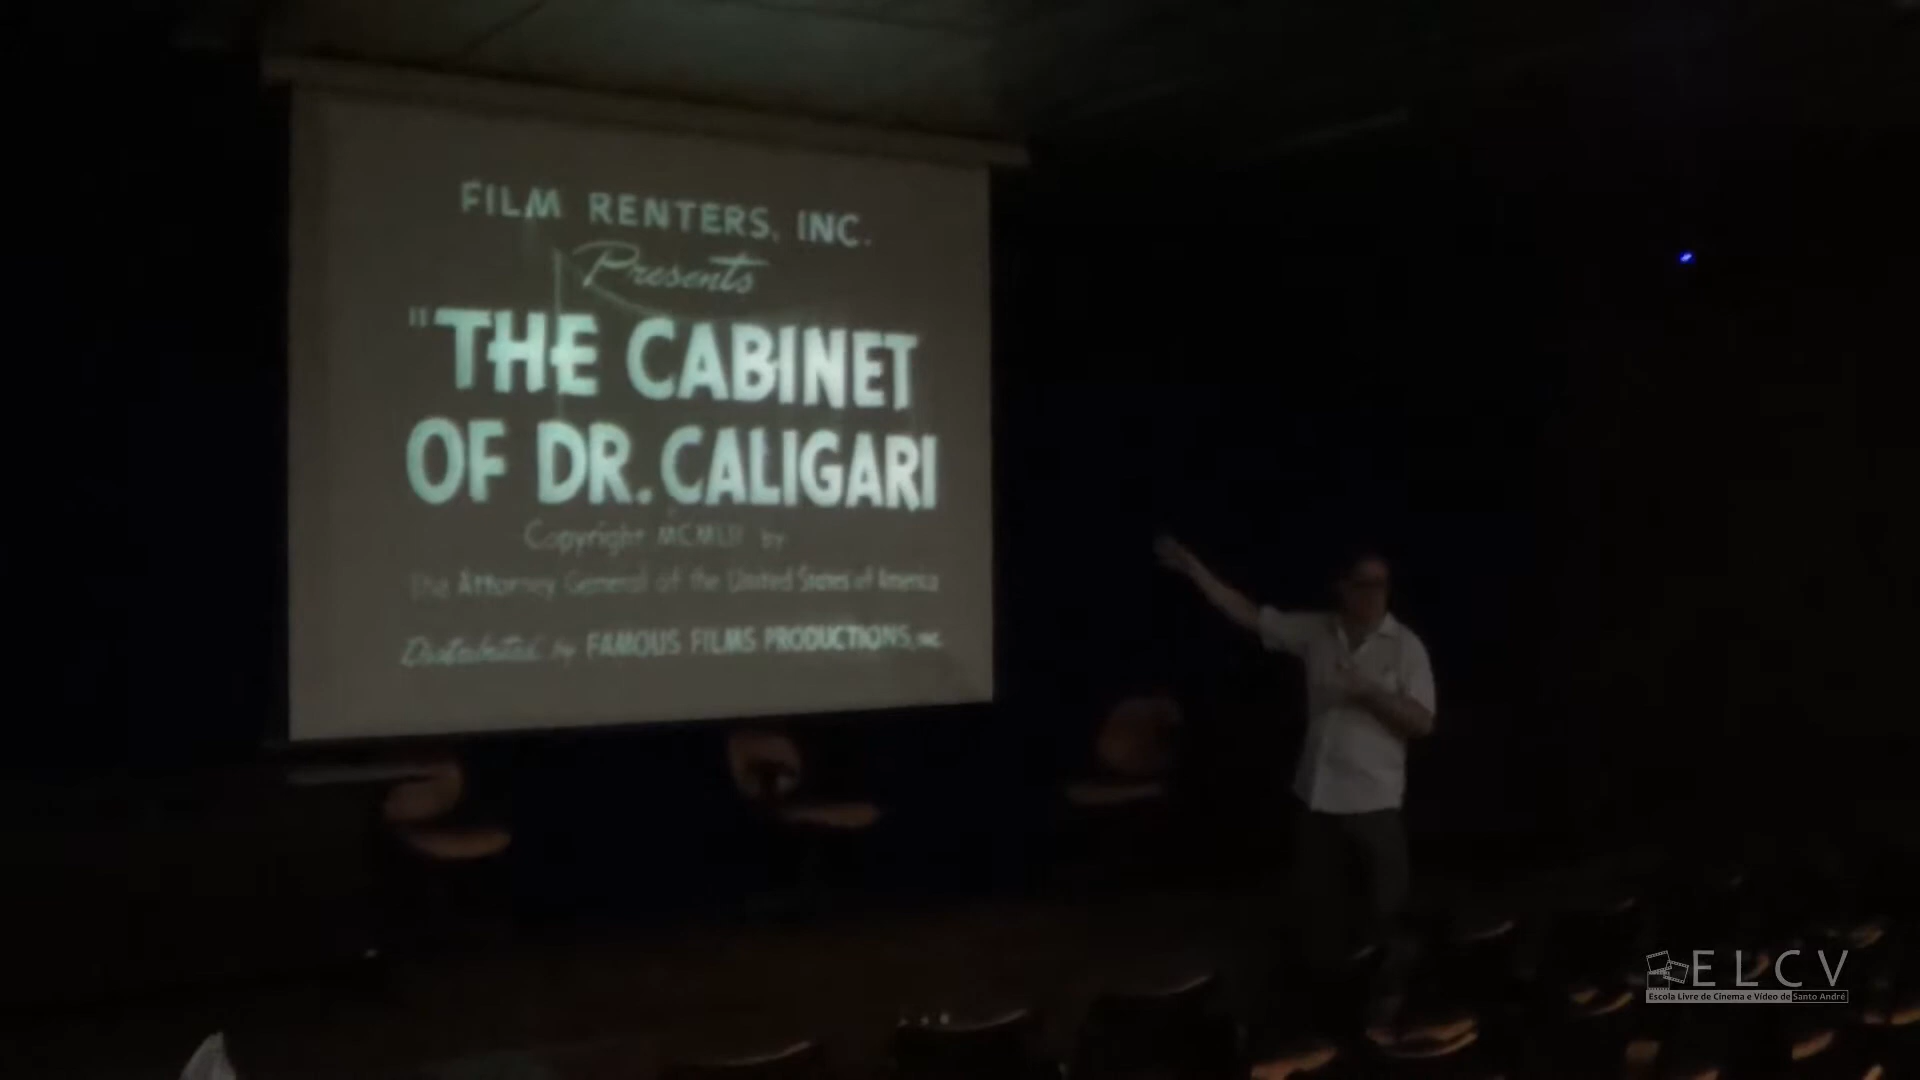 FILM RENTERS, INC.
Presents
"THE CABINET
OF DR. CALIGARI
Copyright MCMLII by
The Attorney General of the United States of America
Distributed by FAMOUS FILMS PRODUCTIONS, INC.
ELCV
Escola Livre de Cinema e Vídeo de Santo André